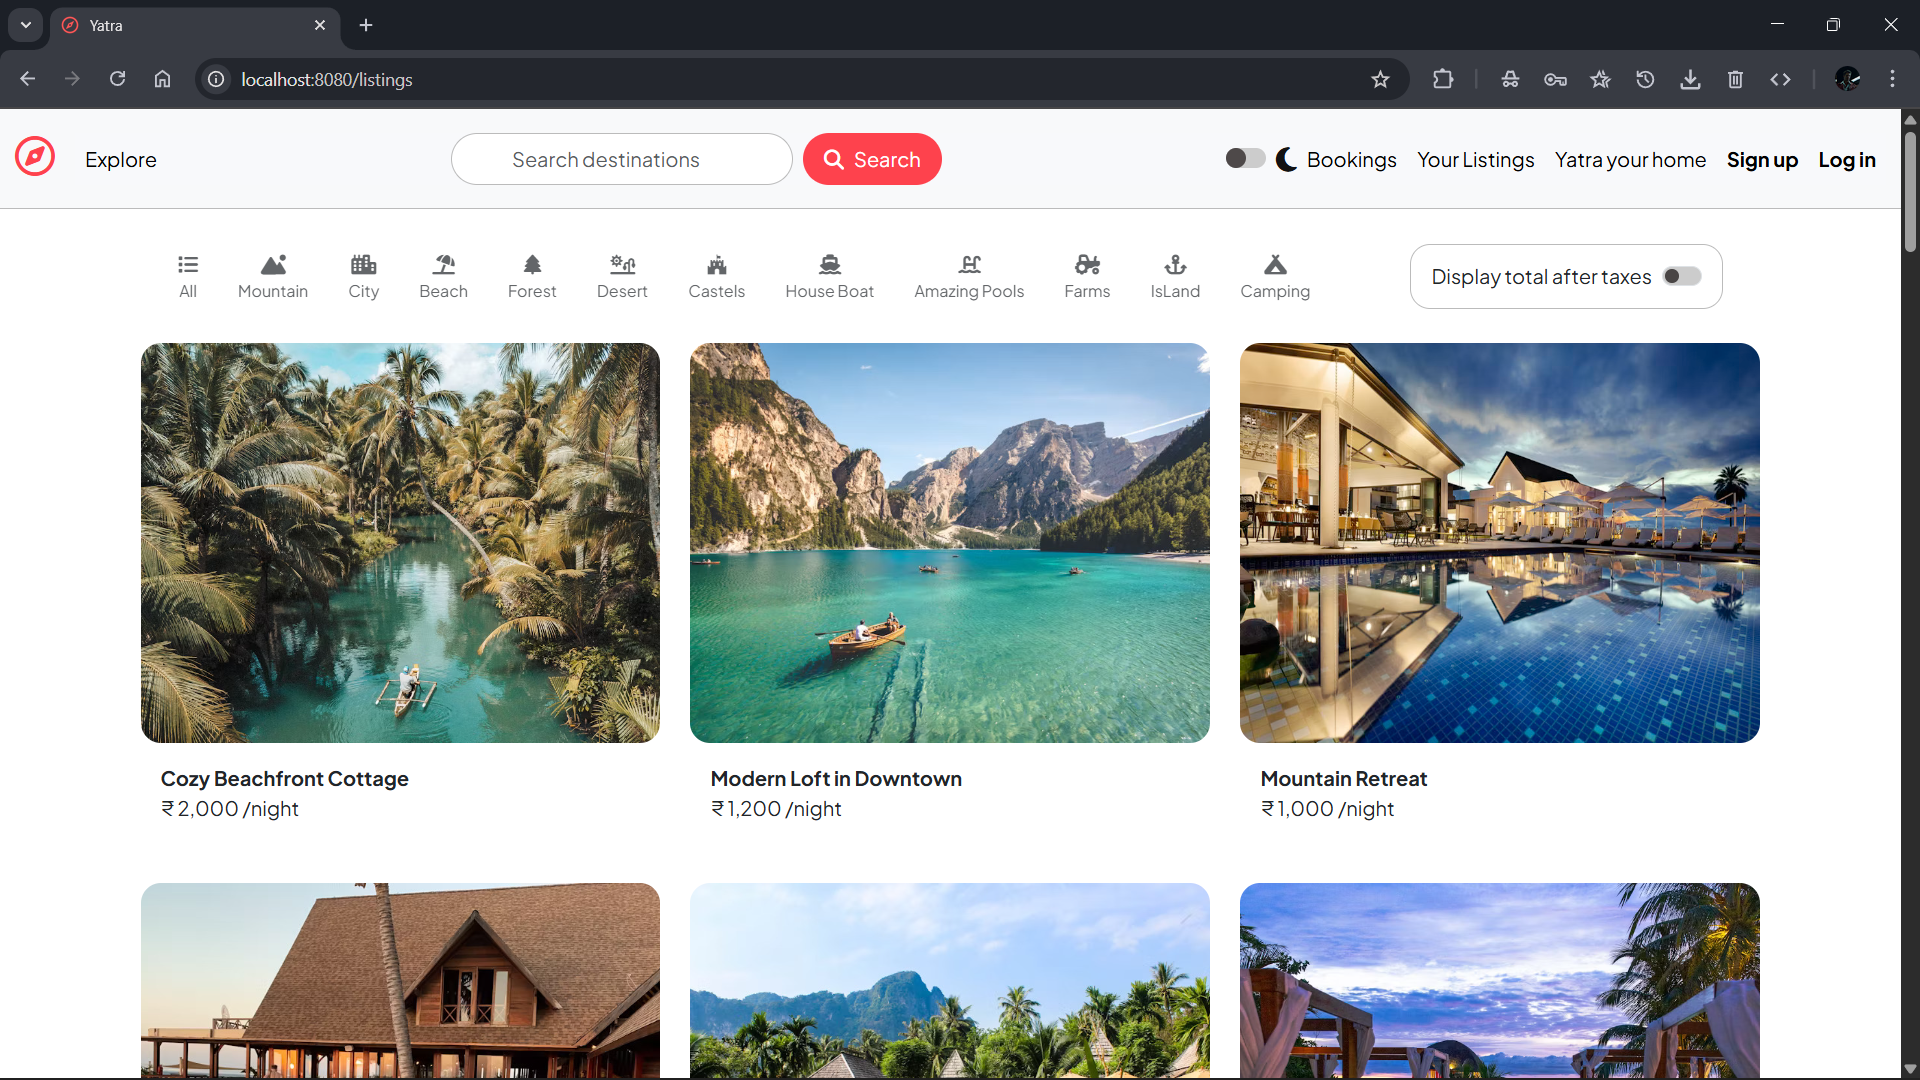 Yatra
localhost:8080/listings
Explore
Search destinations
Search
Bookings
Your Listings
Yatra your home
Sign up
Log in
All
Mountain
City
Beach
Forest
Desert
Castels
House Boat
Amazing Pools
Farms
IsLand
Camping
Display total after taxes
Cozy Beachfront Cottage
₹ 2,000 /night
Modern Loft in Downtown
₹ 1,200 /night
Mountain Retreat
₹ 1,000 /night